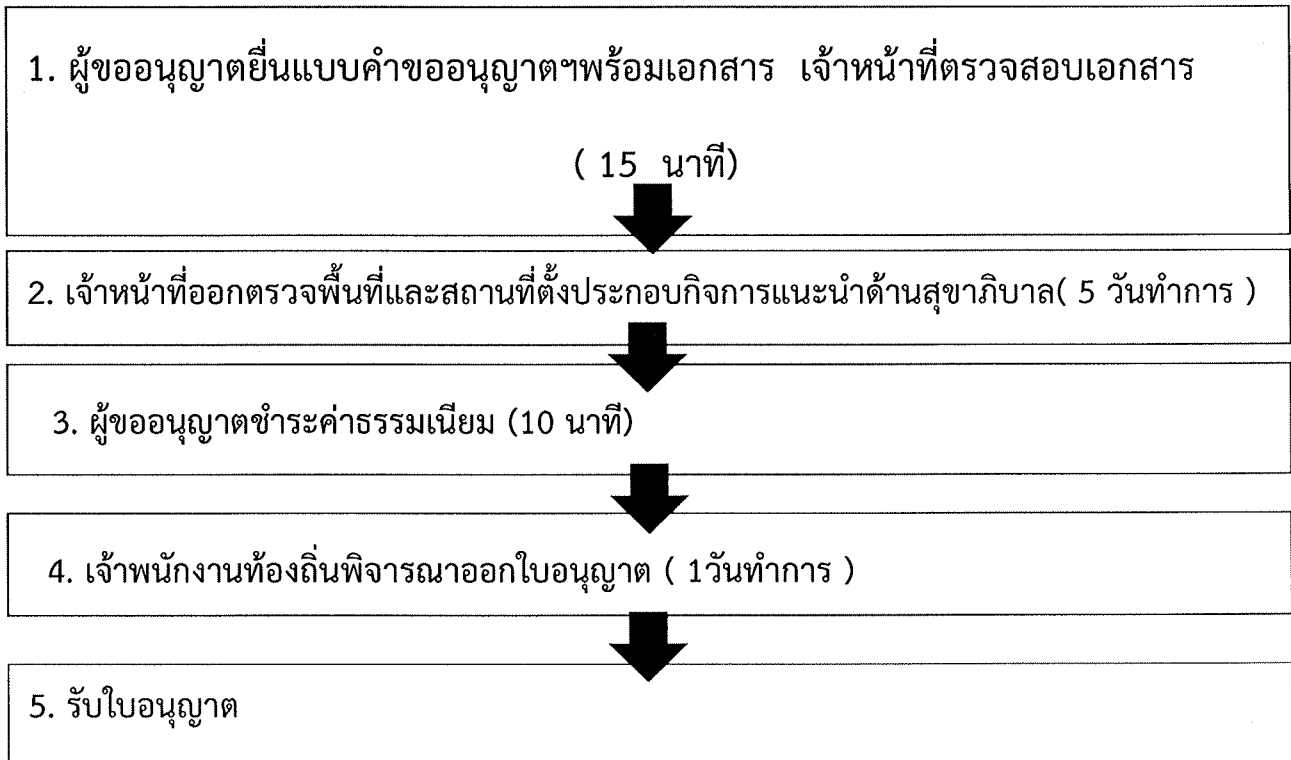 1. ผู้ขออนุญาตยื่นแบบคำขออนุญาตฯพร้อมเอกสาร เจ้าหน้าที่ตรวจสอบเอกสาร
( 15 นาที)
2. เจ้าหน้าที่ออกตรวจพื้นที่และสถานที่ตั้งประกอบกิจการแนะนำด้านสุขาภิบาล( 5 วันทำการ )
3. ผู้ขออนุญาตชำระค่าธรรมเนียม (10 นาที)
4. เจ้าพนักงานท้องถิ่นพิจารณาออกใบอนุญาต ( 1วันทำการ )
5. รับใบอนุญาต